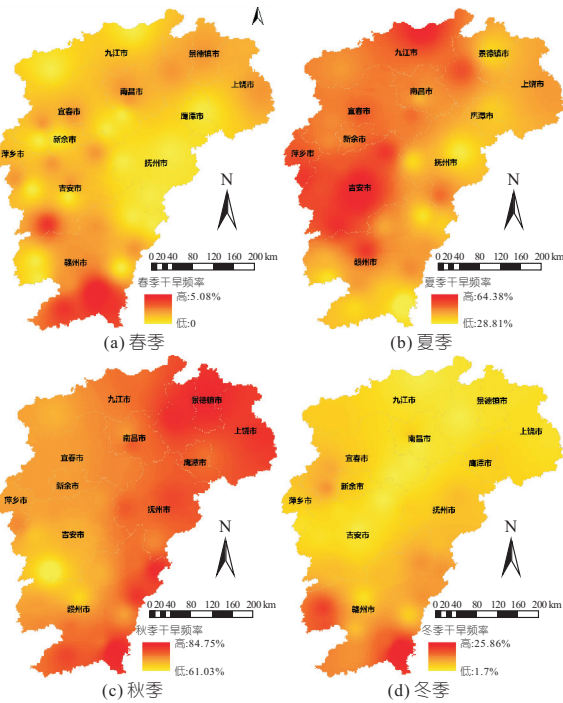 九江市
景德镇市
上饶市
南昌市
宜春市
鹰潭市
新余市
萍乡市
抚州市
吉安市
赣州市
N
0 20 40 80 120 160 200 km
春季干旱频率
高:5.08%
低:0
(a) 春季
九江市
景德镇市
上饶市
南昌市
宜春市
鹰潭市
新余市
萍乡市
抚州市
吉安市
赣州市
N
0 20 40 80 120 160 200 km
夏季干旱频率
高:64.38%
低:28.81%
(b) 夏季
九江市
景德镇市
上饶市
南昌市
宜春市
鹰潭市
新余市
萍乡市
抚州市
吉安市
赣州市
N
0 20 40 80 120 160 200 km
秋季干旱频率
高:84.75%
低:61.03%
(c) 秋季
九江市
景德镇市
上饶市
南昌市
宜春市
鹰潭市
新余市
萍乡市
抚州市
吉安市
赣州市
N
0 20 40 80 120 160 200 km
冬季干旱频率
高:25.86%
低:1.7%
(d) 冬季